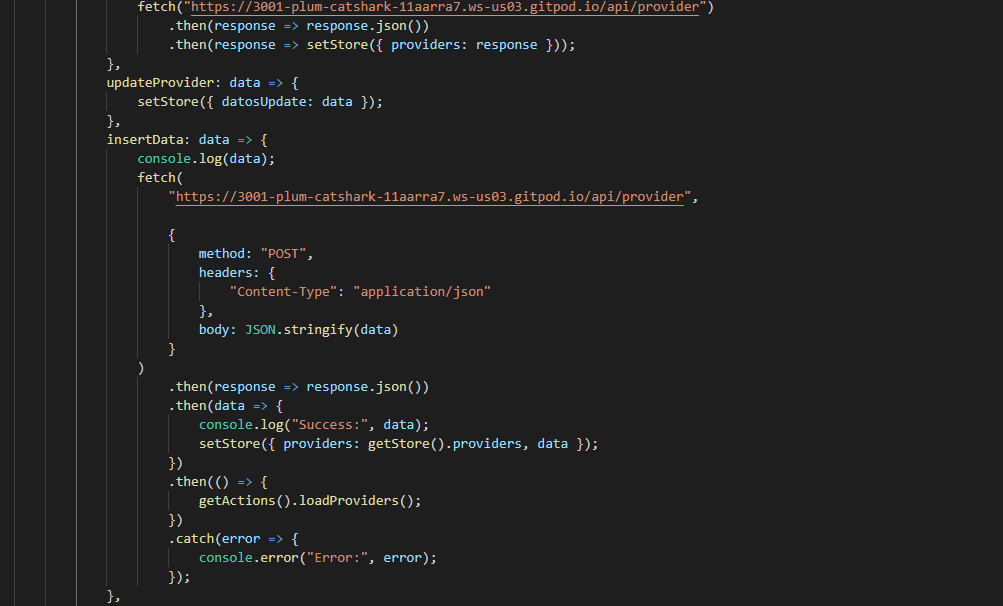 fetch("https://3001-plum-catshark-11aarra7.ws-us03.gitpod.io/api/provider")
.then(response => response.json())
.then(response => setStore({ providers: response }));
},
updateProvider: data => {
setStore({ datosUpdate: data });
},
insertData: data => {
console.log(data);
fetch(
"https://3001-plum-catshark-11aarra7.ws-us03.gitpod.io/api/provider",
{
method: "POST",
headers: {
"Content-Type": "application/json"
},
body: JSON.stringify(data)
}
)
.then(response => response.json())
.then(data => {
console.log("Success:", data);
setStore({ providers: getStore().providers, data });
})
.then(() => {
getActions().loadProviders();
})
.catch(error => {
console.error("Error:", error);
});
},